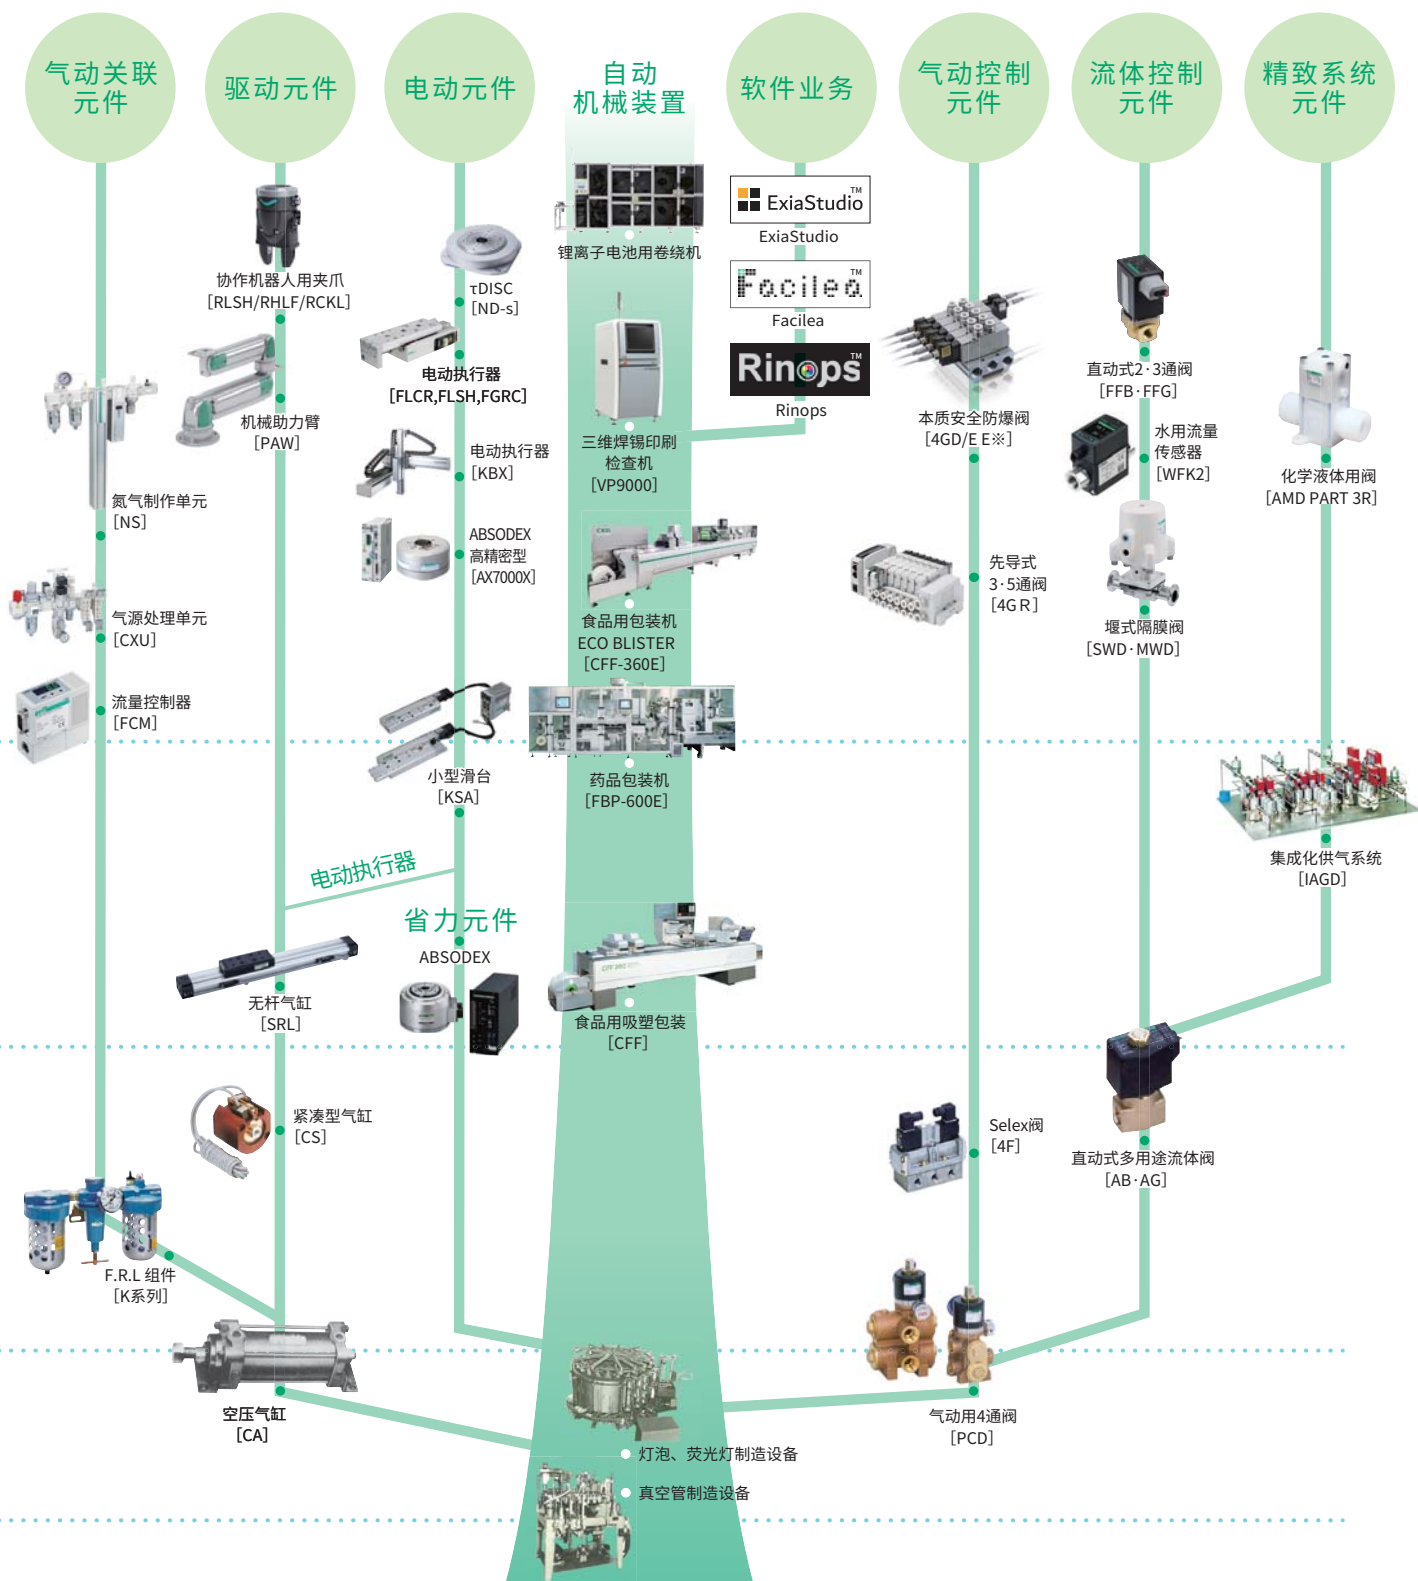 气动关联
元件
驱动元件
电动元件
自动
机械装置
软件业务
气动控制
元件
流体控制
元件
精致系统
元件
ExiaStudio™
ExiaStudio
Facilea™
Facilea
Rinops™
Rinops
锂离子电池用卷绕机
协作机器人用夹爪
[RLSH/RHLF/RCKL]
τDISC
[ND-s]
电动执行器
[FLCR,FLSH,FGRC]
机械助力臂
[PAW]
电动执行器
[KBX]
三维焊锡印刷
检查机
[VP9000]
本质安全防爆阀
[4GD/E E※]
直动式2·3通阀
[FFB·FFG]
水用流量
传感器
[WFK2]
化学液体用阀
[AMD PART 3R]
氮气制作单元
[NS]
ABSODEX
高精密型
[AX7000X]
先导式
3·5通阀
[4GR]
气源处理单元
[CXU]
食品用包装机
ECO BLISTER
[CFF-360E]
堰式隔膜阀
[SWD·MWD]
流量控制器
[FCM]
小型滑台
[KSA]
药品包装机
[FBP-600E]
集成化供气系统
[IAGD]
电动执行器
省力元件
ABSODEX
CFF 360
无杆气缸
[SRL]
食品用吸塑包装
[CFF]
紧凑型气缸
[CS]
Selex阀
[4F]
直动式多用途流体阀
[AB·AG]
F.R.L 组件
[K系列]
空压气缸
[CA]
气动用4通阀
[PCD]
灯泡、荧光灯制造设备
真空管制造设备